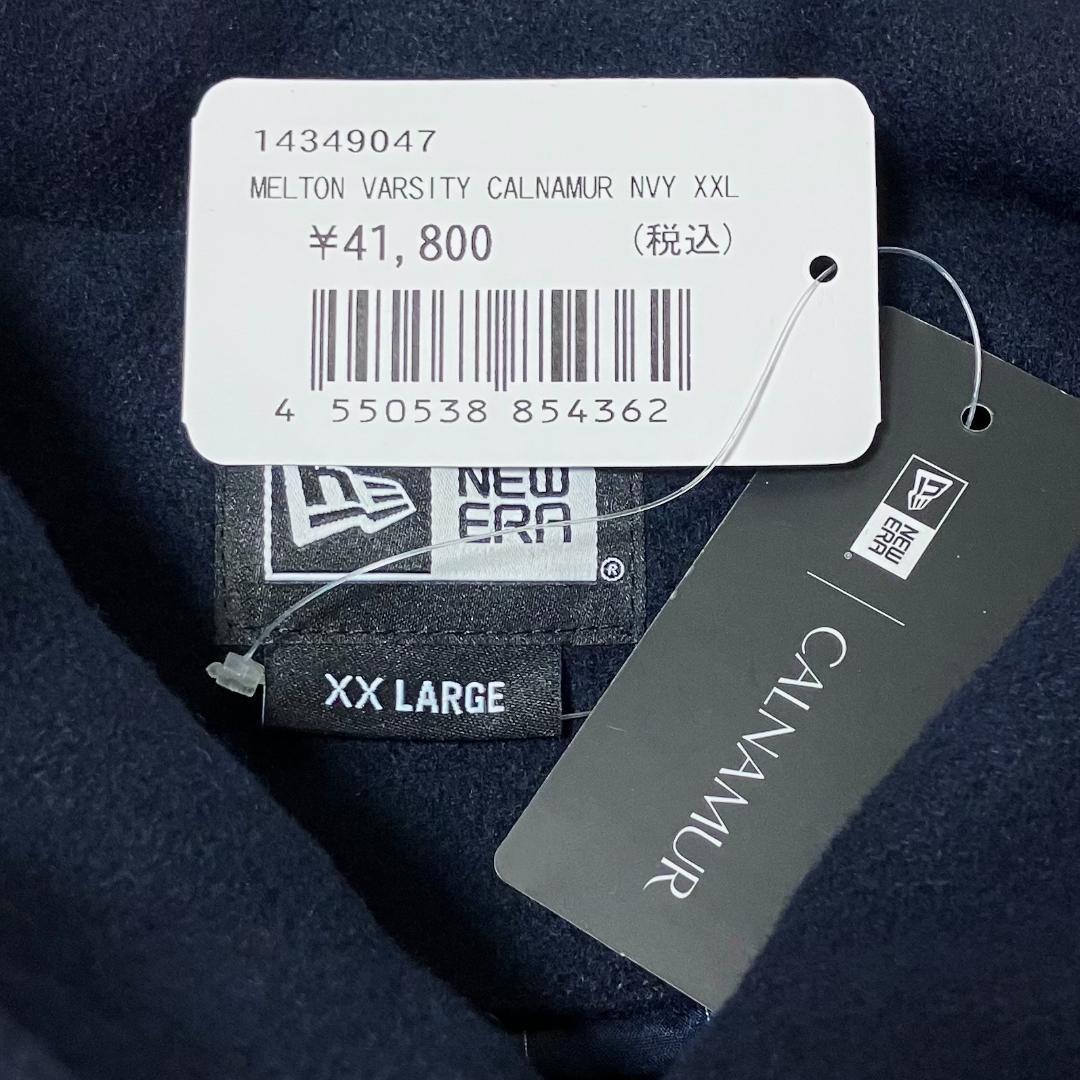 14349047
MELTON VARSITY CALNAMUR NVY XXL
¥41,800 (税込)
4 550538 854362
NEW
ERA
®
XX LARGE
NEW
ERA
®
CALNAMUR